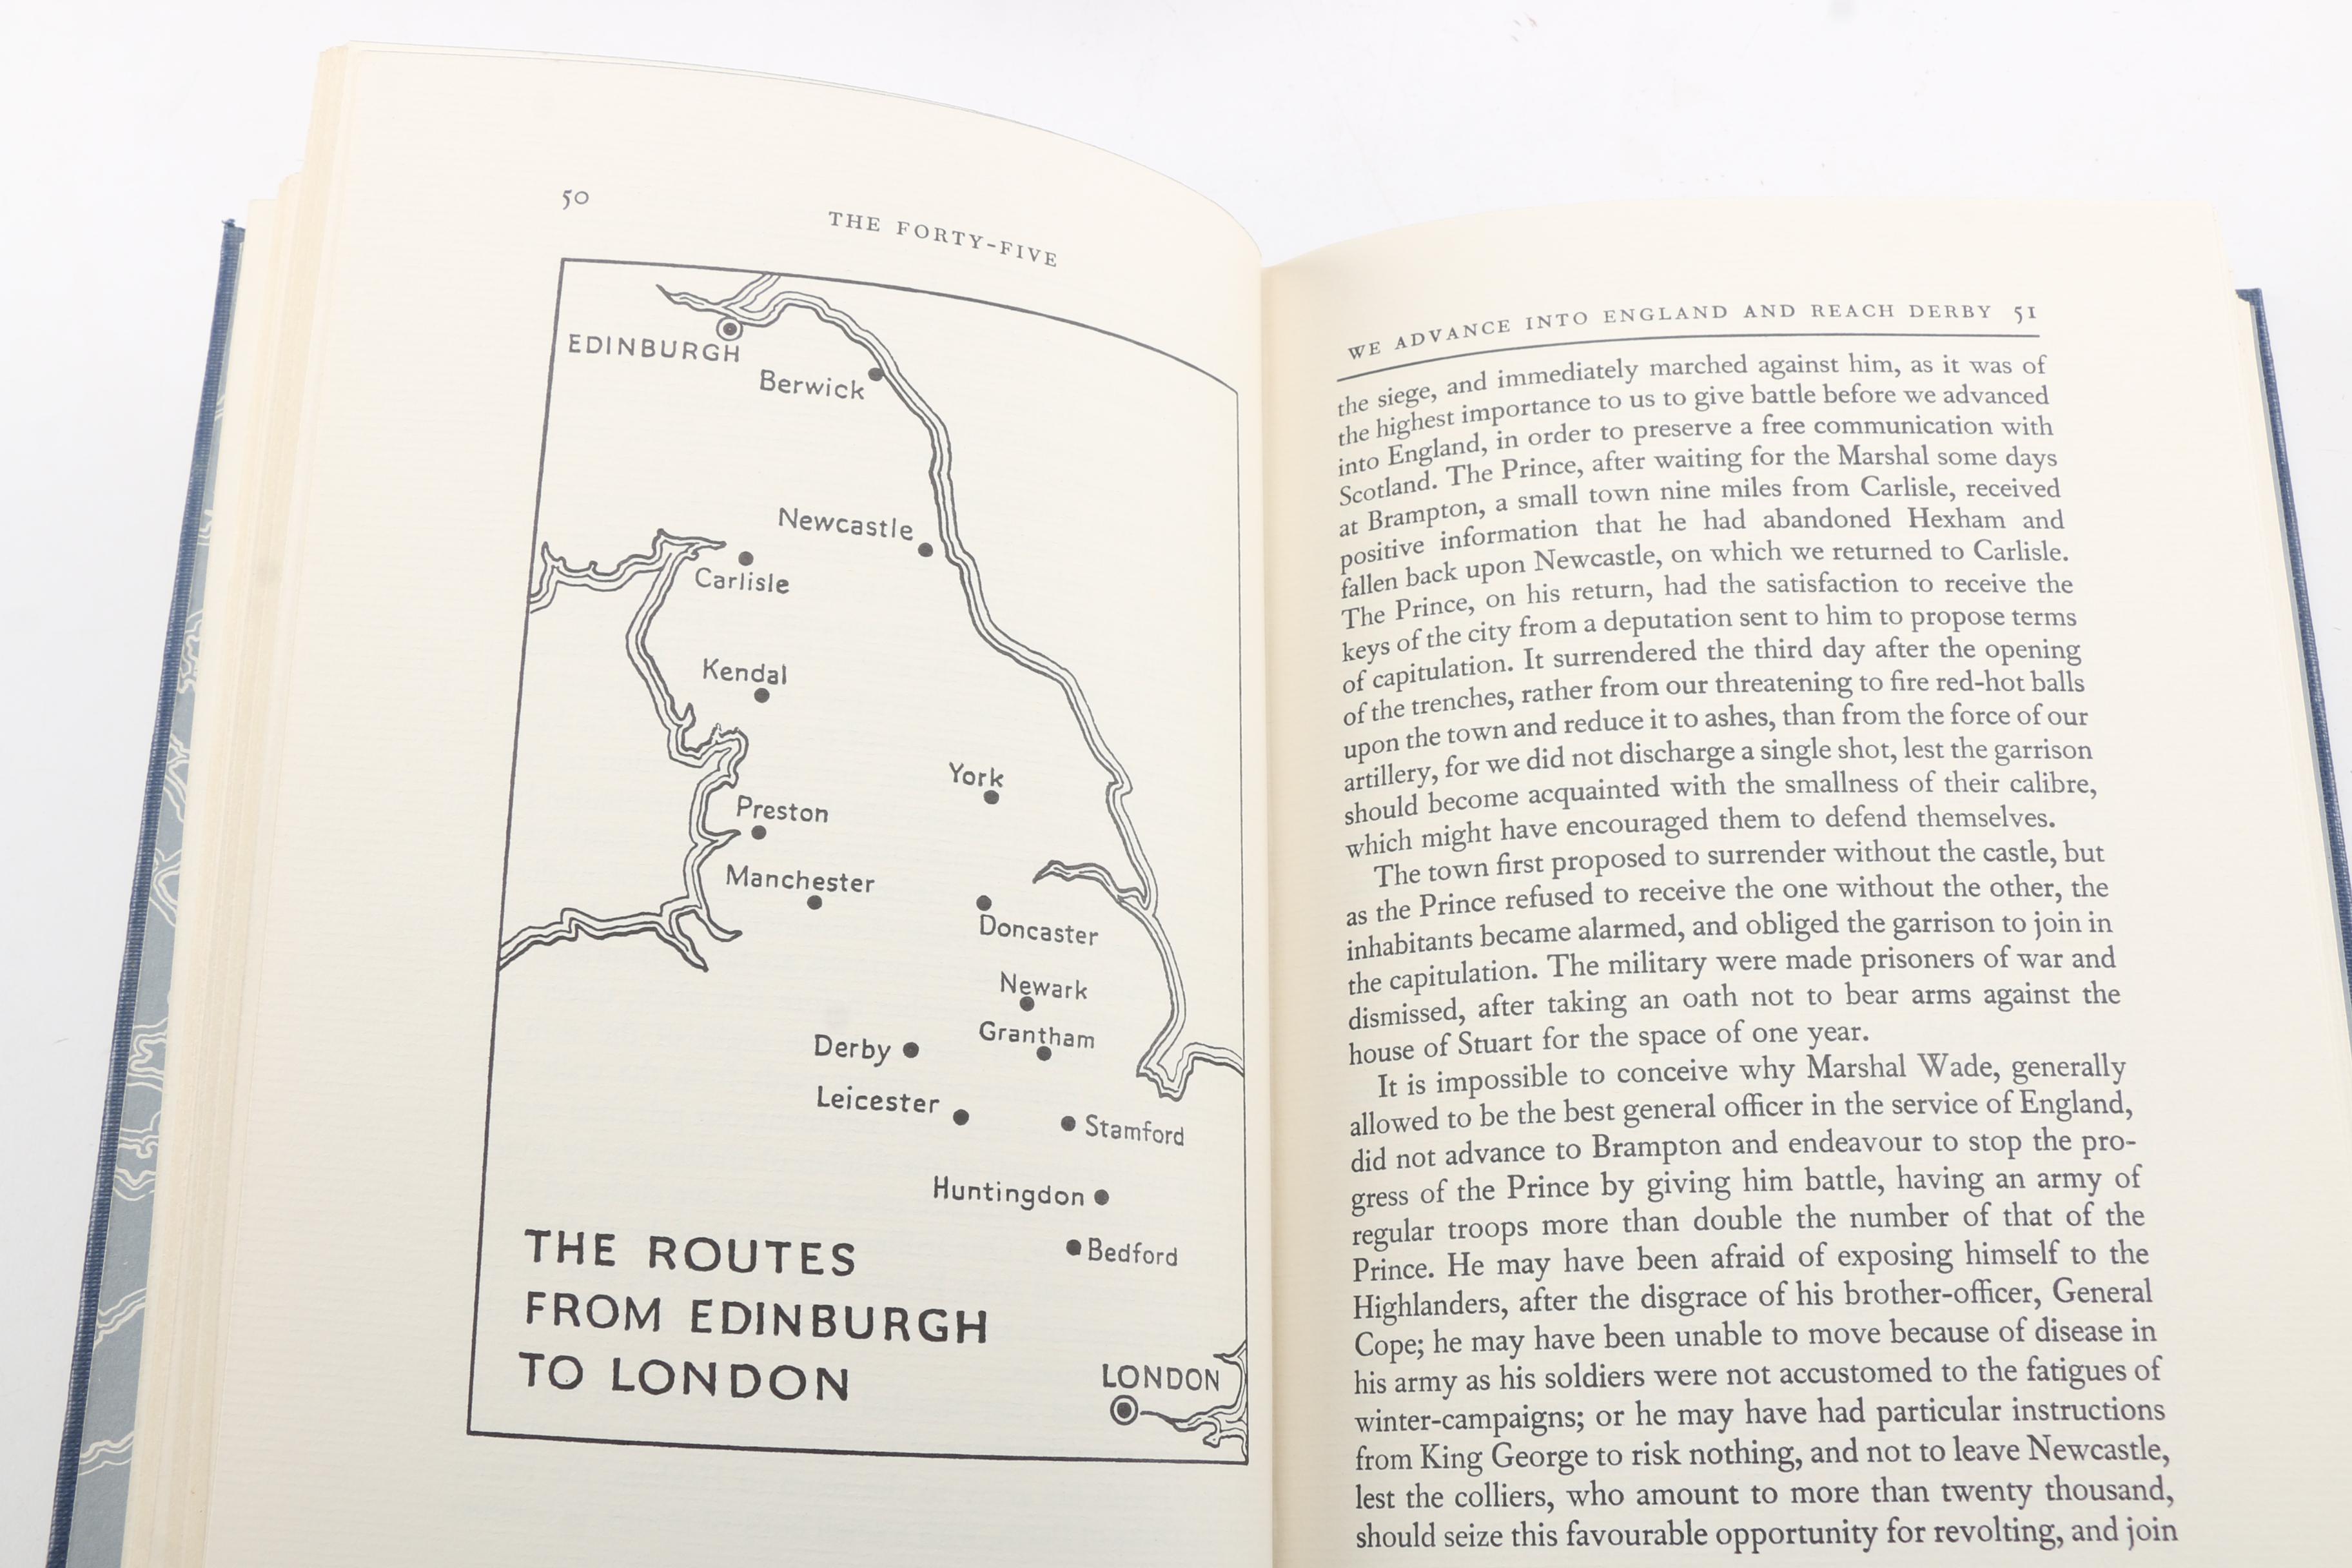 50
THE FORTY-FIVE
EDINBURGH
Berwick
Newcastle
Carlisle
Kendal
York
Preston
Manchester
Doncaster
Newark
Grantham
Derby
Leicester
Stamford
Huntingdon
Bedford
THE ROUTES
FROM EDINBURGH
TO LONDON
LONDON
WE ADVANCE INTO ENGLAND AND REACH DERBY 51
the siege, and immediately marched against him, as it was of
the highest importance to us to give battle before we advanced
into England, in order to preserve a free communication with
Scotland. The Prince, after waiting for the Marshal some days
at Brampton, a small town nine miles from Carlisle, received
positive information that he had abandoned Hexham and
fallen back upon Newcastle, on which we returned to Carlisle.
The Prince, on his return, had the satisfaction to receive the
keys of the city from a deputation sent to him to propose terms
of capitulation. It surrendered the third day after the opening
of the trenches, rather from our threatening to fire red-hot balls
upon the town and reduce it to ashes, than from the force of our
artillery, for we did not discharge a single shot, lest the garrison
should become acquainted with the smallness of their calibre,
which might have encouraged them to defend themselves.
The town first proposed to surrender without the castle, but
as the Prince refused to receive the one without the other, the
inhabitants became alarmed, and obliged the garrison to join in
the capitulation. The military were made prisoners of war and
dismissed, after taking an oath not to bear arms against the
house of Stuart for the space of one year.
It is impossible to conceive why Marshal Wade, generally
allowed to be the best general officer in the service of England,
did not advance to Brampton and endeavour to stop the pro-
gress of the Prince by giving him battle, having an army of
regular troops more than double the number of that of the
Prince. He may have been afraid of exposing himself to the
Highlanders, after the disgrace of his brother-officer, General
Cope; he may have been unable to move because of disease in
his army as his soldiers were not accustomed to the fatigues of
winter-campaigns; or he may have had particular instructions
from King George to risk nothing, and not to leave Newcastle,
lest the colliers, who amount to more than twenty thousand,
should seize this favourable opportunity for revolting, and join